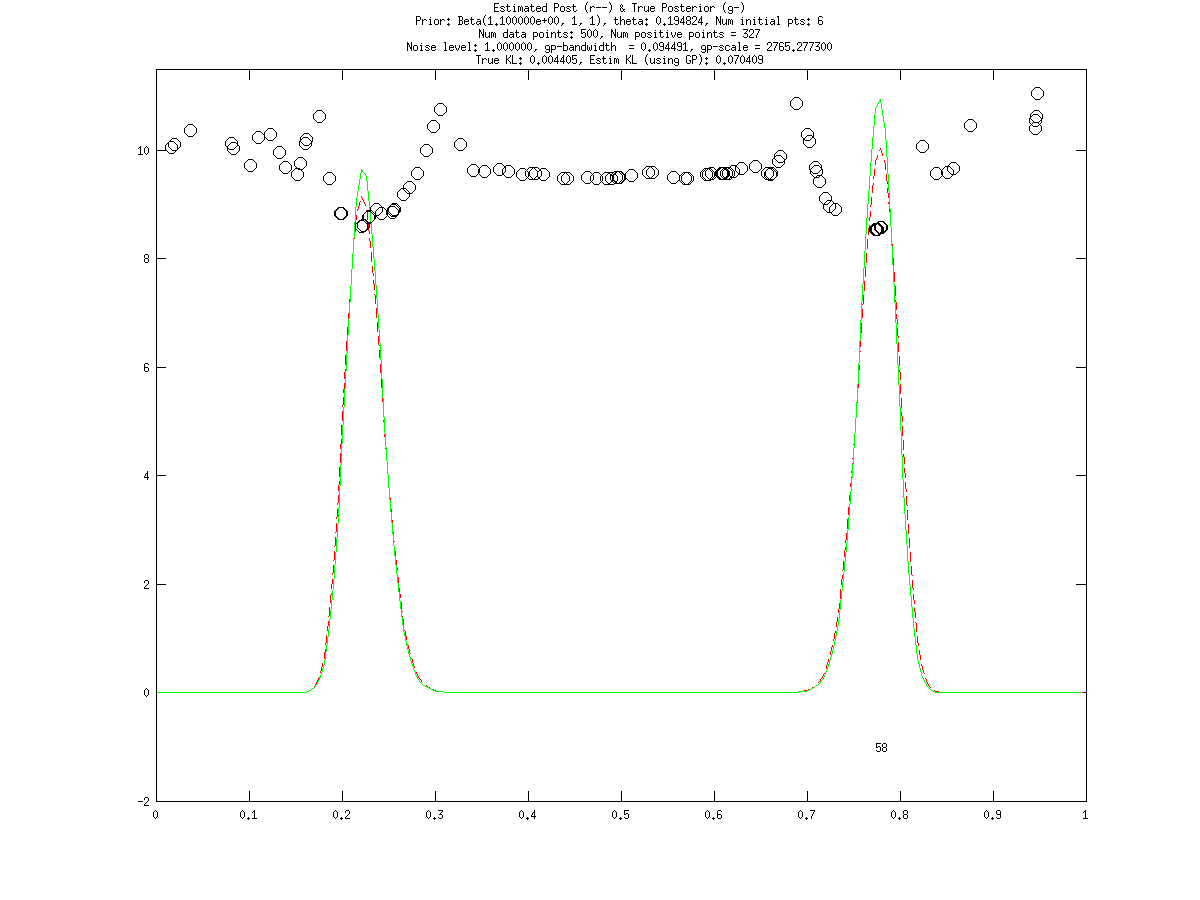 Estimated Post (r--) & True Posterior (g-)
Prior: Beta(1.100000e+00, 1, 1), theta: 0.194824, Num initial pts: 6
Num data points: 500, Num positive points = 327
Noise level: 1.000000, gp-bandwidth  = 0.094491, gp-scale = 2765.277300
True KL: 0.004405, Estim KL (using GP): 0.070409
10
8
6
4
2
0
58
-2
0 0.1 0.2 0.3 0.4 0.5 0.6 0.7 0.8 0.9 1